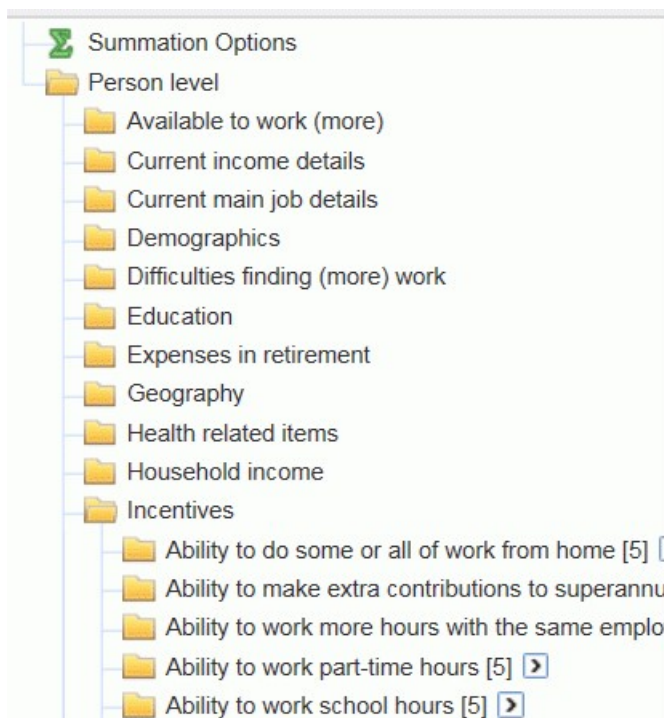 Summation Options
Person level
Available to work (more)
Current income details
Current main job details
Demographics
Difficulties finding (more) work
Education
Expenses in retirement
Geography
Health related items
Household income
Incentives
Ability to do some or all of work from home [5]
Ability to make extra contributions to
Ability to work more hours with the same
Ability to work part-time hours [5]
Ability to work school hours [5]